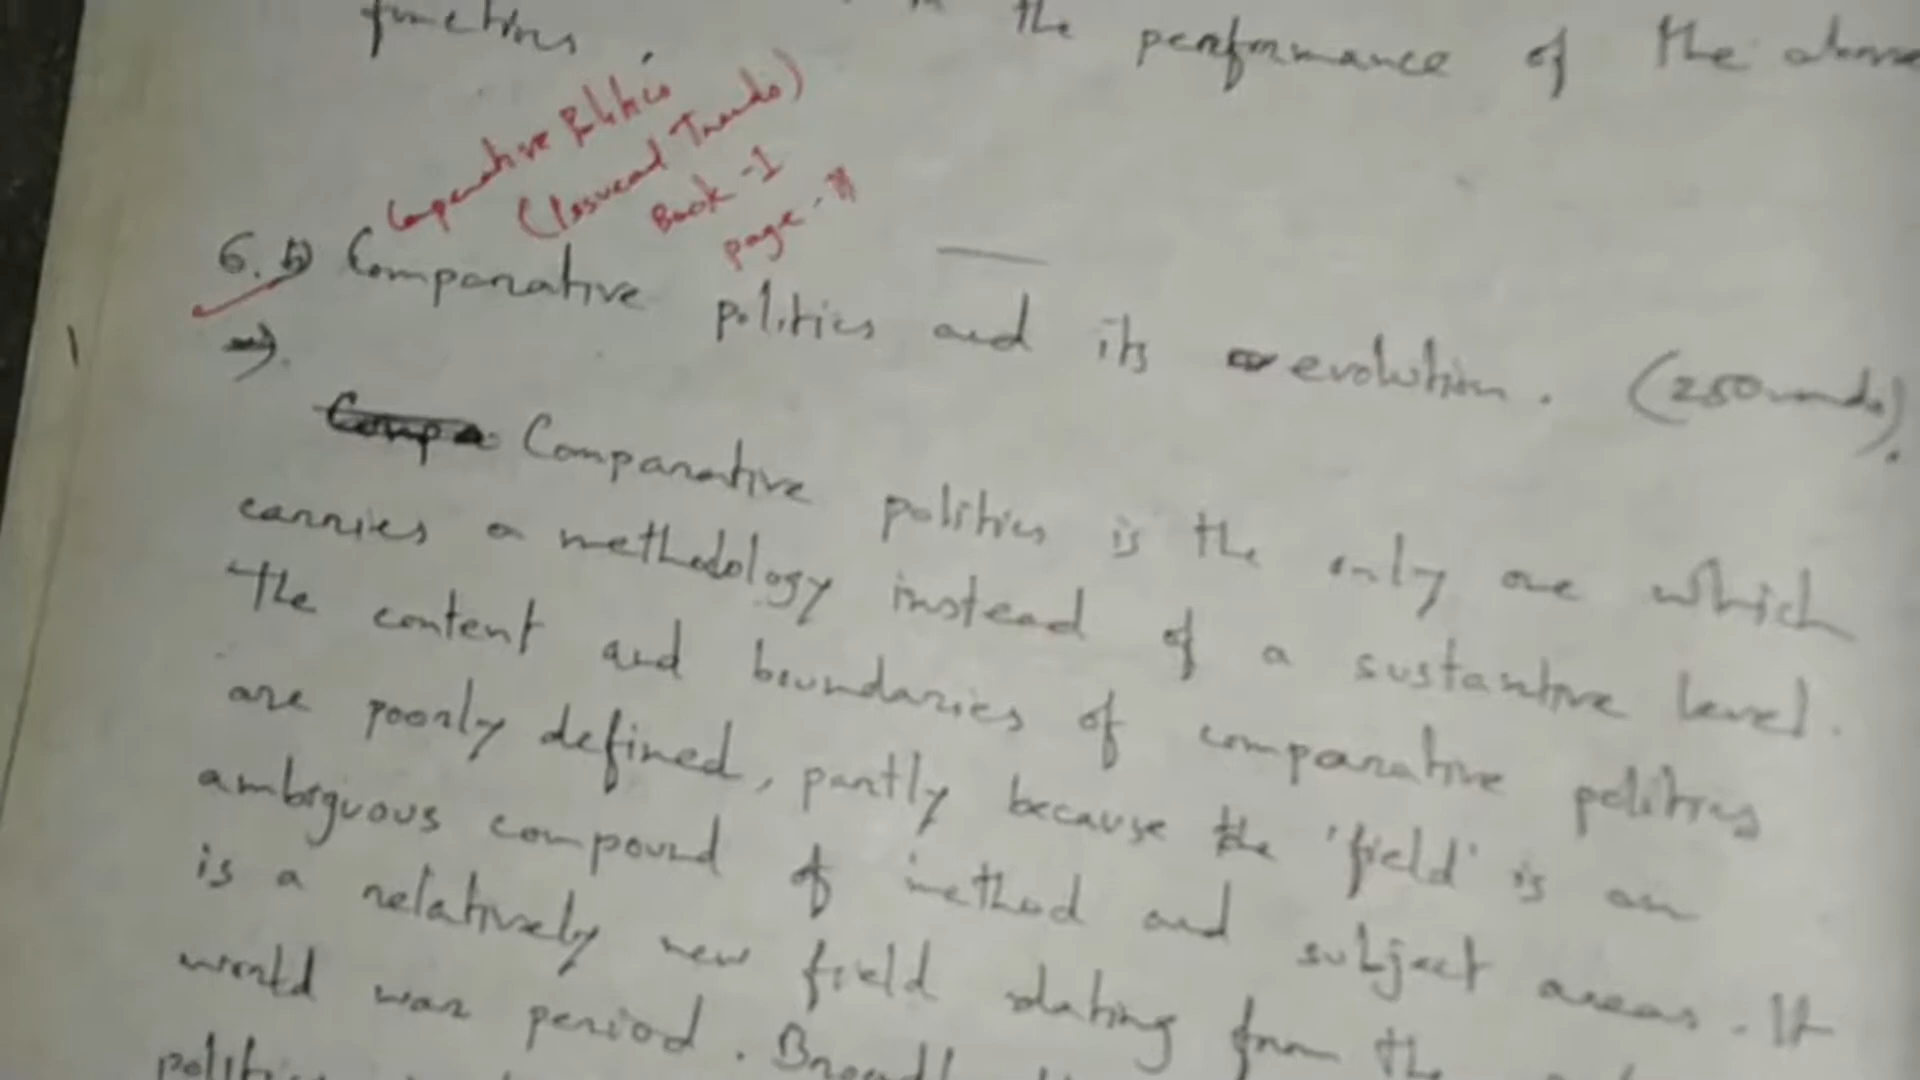 the performance of the above
functions.
Comparative Politics
(Classical Trends)
Book - 1
page -
6. b) Comparative politics and its evolution. (250 words).
→.
Comparative politics is the only one which
carries a methodology instead of a sustantive level.
The content and boundaries of comparative politics
are poorly defined, partly because the 'field' is an
ambiguous compound of method and subject areas. It
is a relatively new field dating from the
world war period. Broadly
politics